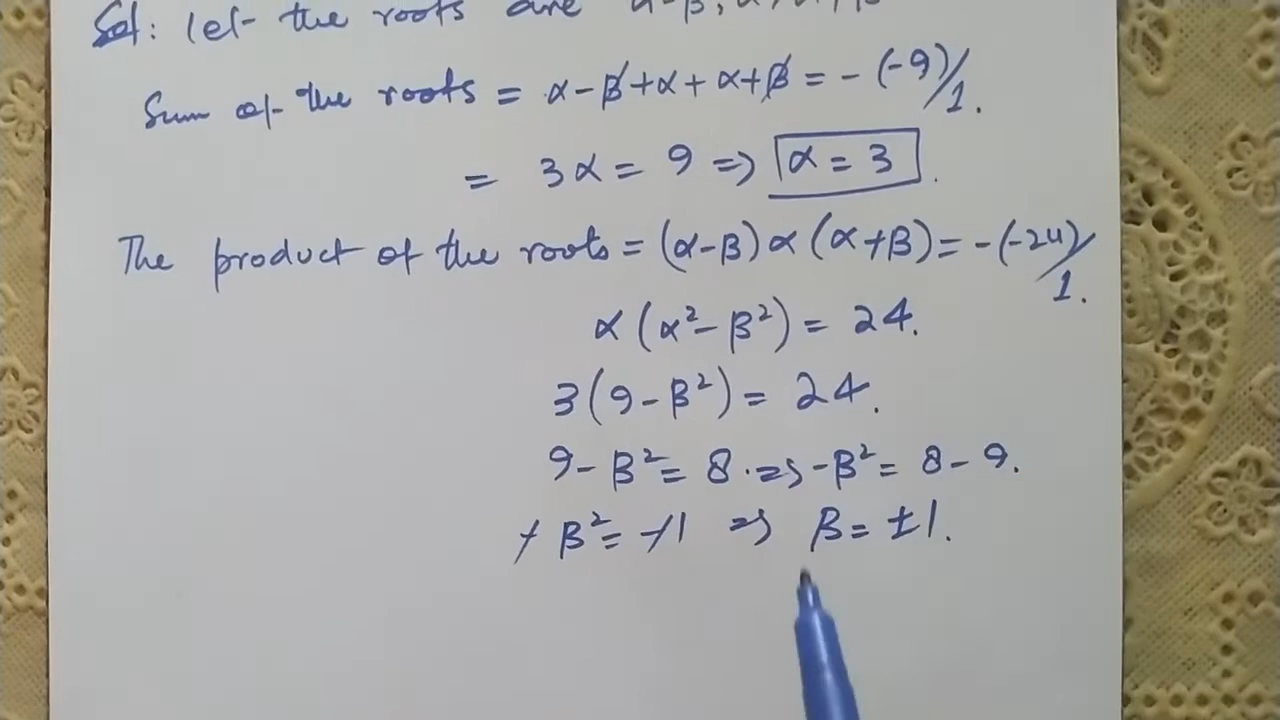 Sol: let the roots are α-β, α, α+β
Sum of the roots = α - β + α + α + β = - (-9)/1.
= 3α = 9 => α = 3.
The product of the roots = (α-β) α (α+β) = - (-24)/1.
α (α² - β²) = 24.
3(9 - β²) = 24.
9 - β² = 8. => -β² = 8 - 9.
-β² = -1 => β = ±1.